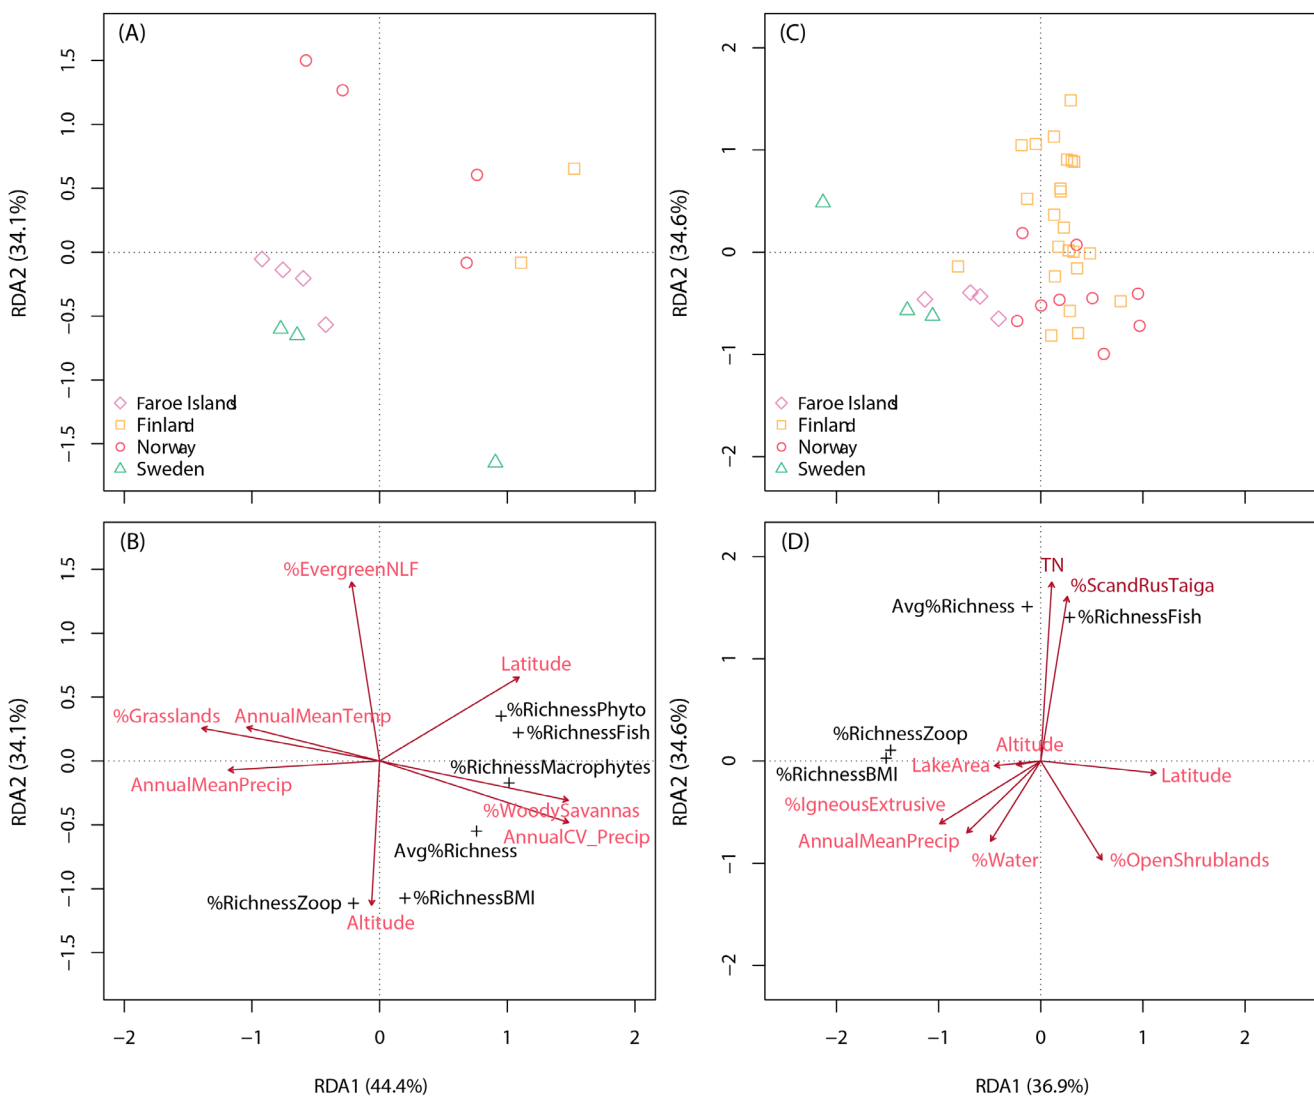 (A)
RDA2 (34.1%)
1.5
1.0
0.5
0.0
−0.5
−1.0
−1.5
Faroe Islands
Finland
Norway
Sweden
(C)
RDA2 (34.6%)
2
1
0
−1
−2
Faroe Islands
Finland
Norway
Sweden
(B)
RDA2 (34.1%)
1.5
1.0
0.5
0.0
−0.5
−1.0
−1.5
%EvergreenNLF
Latitude
%Grasslands
AnnualMeanTemp
%RichnessPhyto
%RichnessFish
AnnualMeanPrecip
%RichnessMacrophytes
%WoodySavannas
AnnualCV_Precip
Avg%Richness
%RichnessZoop
%RichnessBMI
Altitude
−2
−1
0
1
2
RDA1 (44.4%)
(D)
RDA2 (34.6%)
2
1
0
−1
−2
TN
%ScandRusTaiga
Avg%Richness
%RichnessFish
%RichnessZoop
Altitude
LakeArea
%RichnessBMI
Latitude
%IgneousExtrusive
AnnualMeanPrecip
%Water
%OpenShrublands
−2
−1
0
1
2
RDA1 (36.9%)